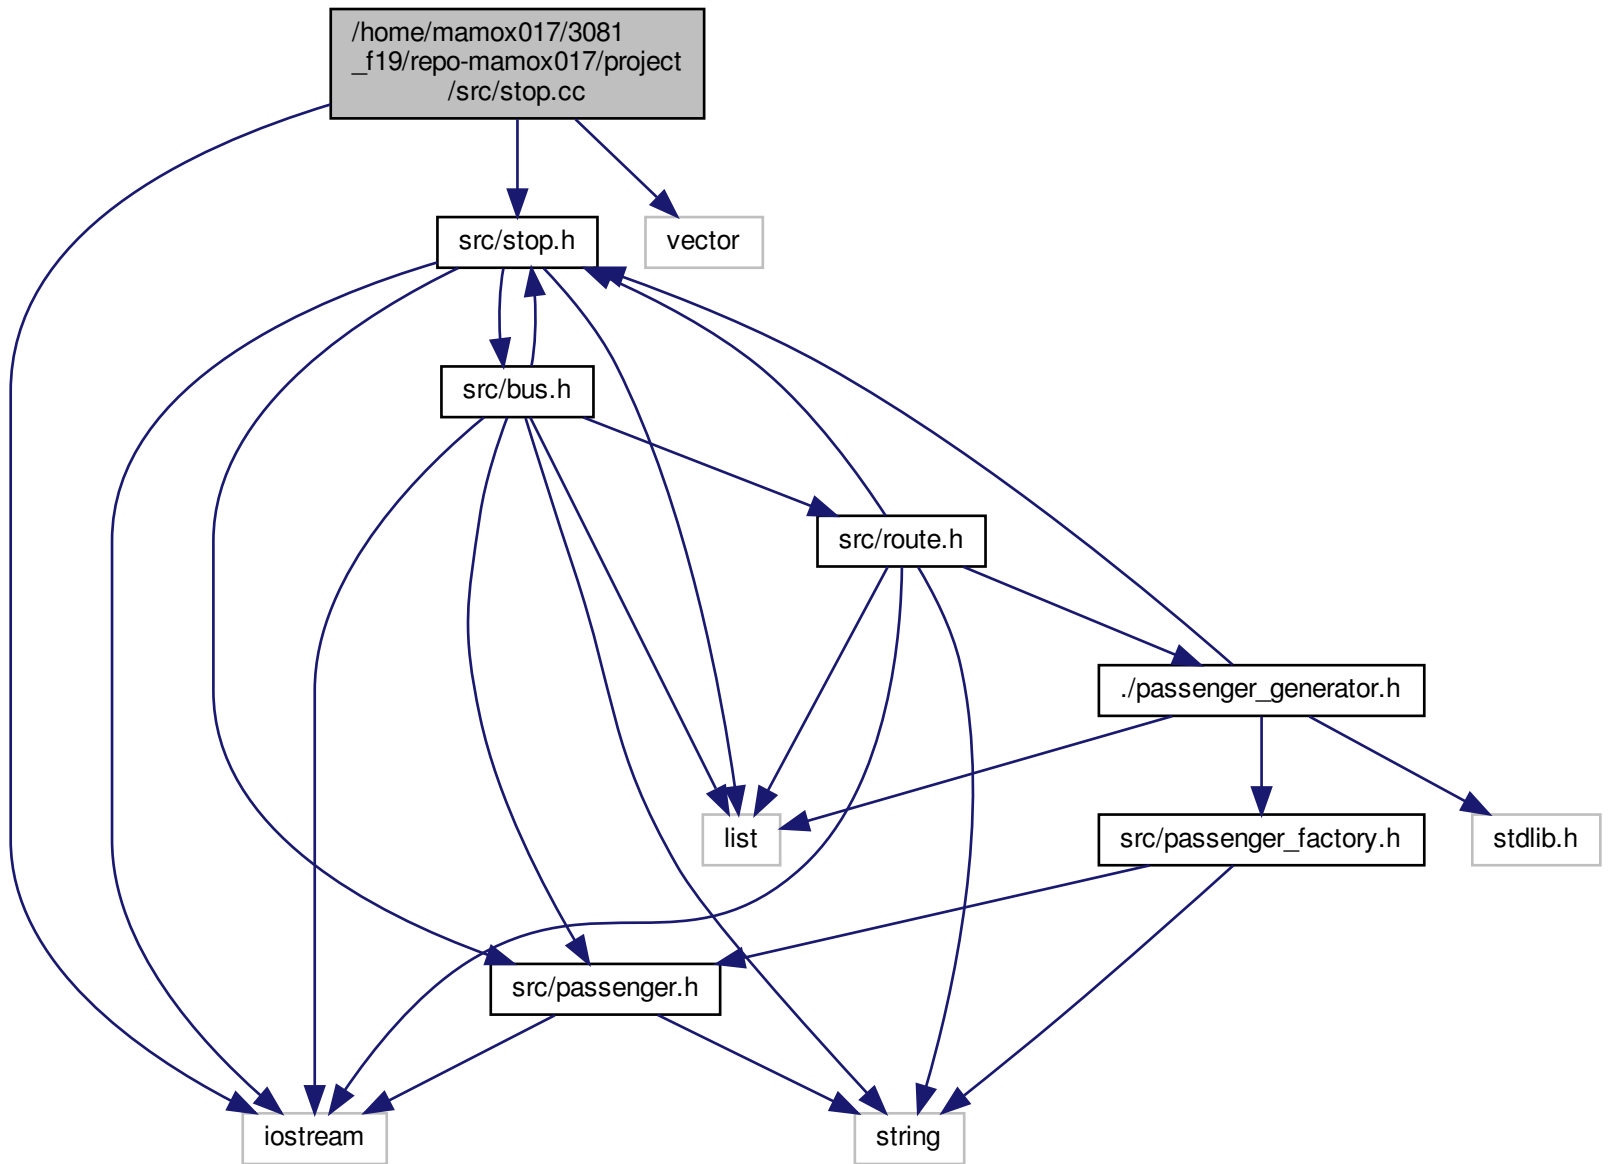 /home/mamox017/3081
_f19/repo-mamox017/project
/src/stop.cc
src/stop.h
vector
src/bus.h
src/route.h
./passenger_generator.h
list
src/passenger_factory.h
stdlib.h
src/passenger.h
iostream
string